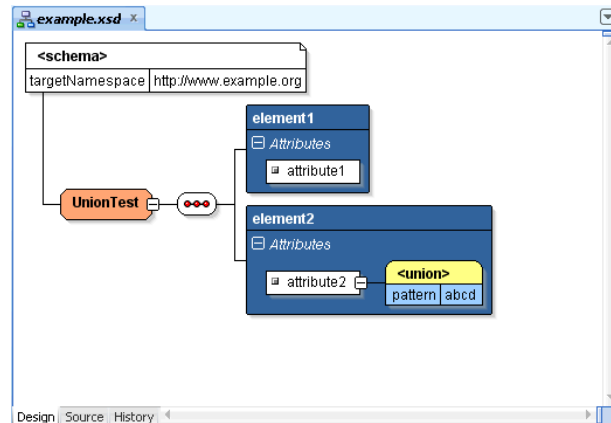 example.xsd x
<schema>
targetNamespace http://www.example.org
element1
Attributes
attribute1
UnionTest
element2
Attributes
attribute2
<union>
pattern abcd
Design Source History